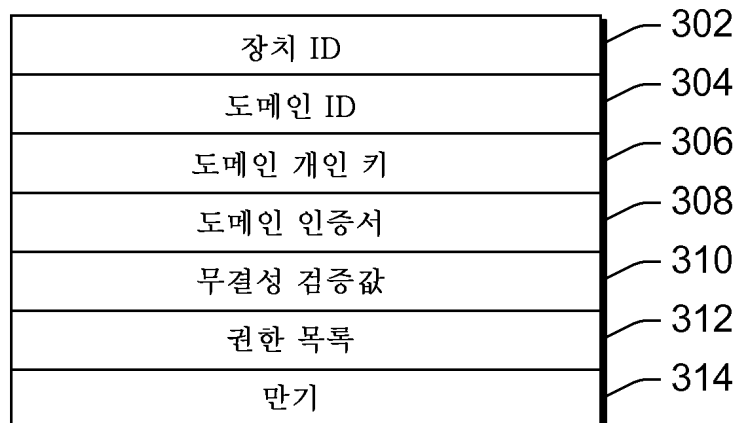 장치 ID 302
도메인 ID 304
도메인 개인 키 306
도메인 인증서 308
무결성 검증값 310
권한 목록 312
만기 314